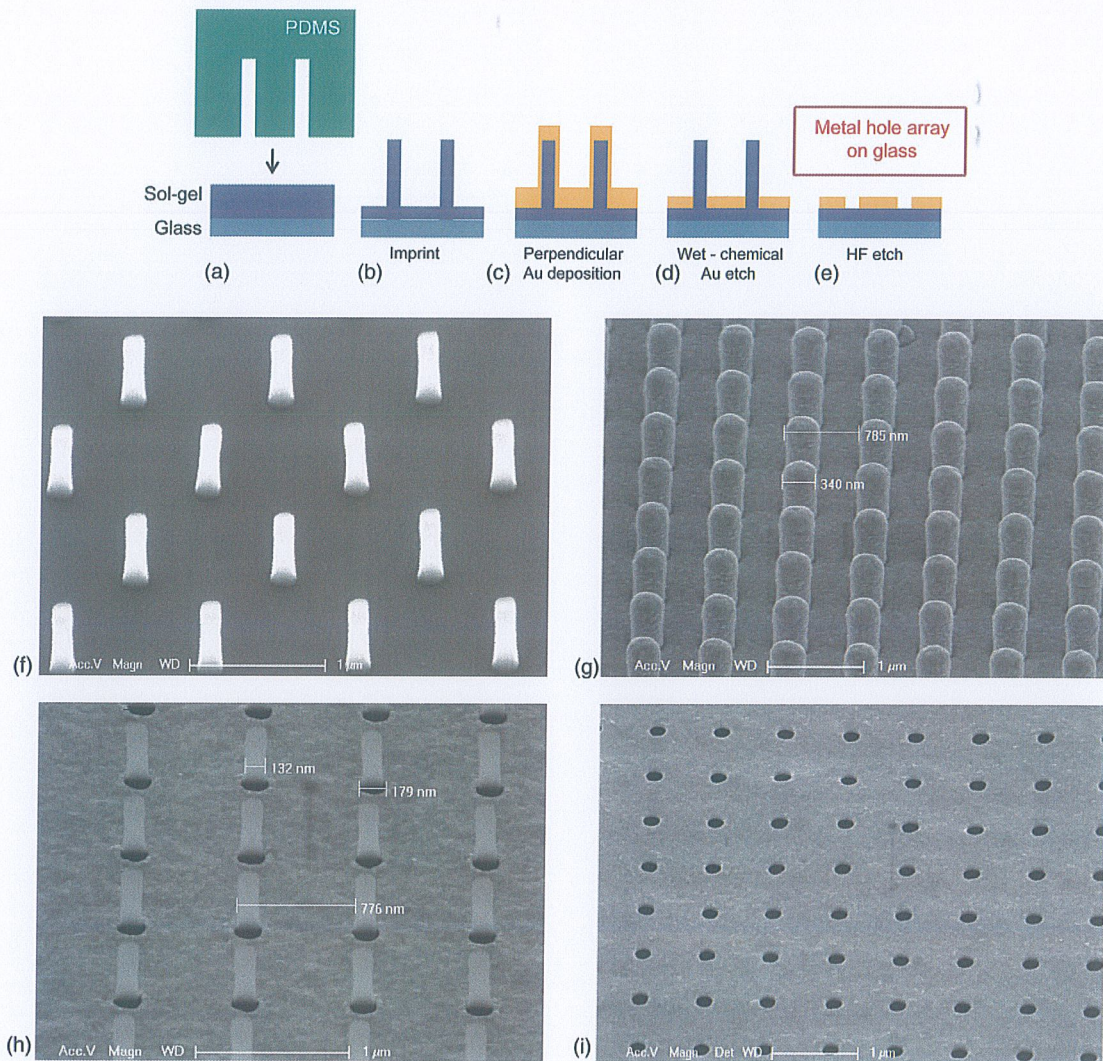 PDMS
Metal hole array
on glass
Sol-gel
Glass
Imprint
Perpendicular
Au deposition
Wet - chemical
Au etch
HF etch
(a)
(b)
(c)
(d)
(e)
785 nm
340 nm
(f)
Acc.V Magn WD 1 µm
(g)
Acc.V Magn WD 1 µm
132 nm
179 nm
776 nm
(h)
Acc.V Magn WD 1 µm
(i)
Acc.V Magn Det WD 1 µm